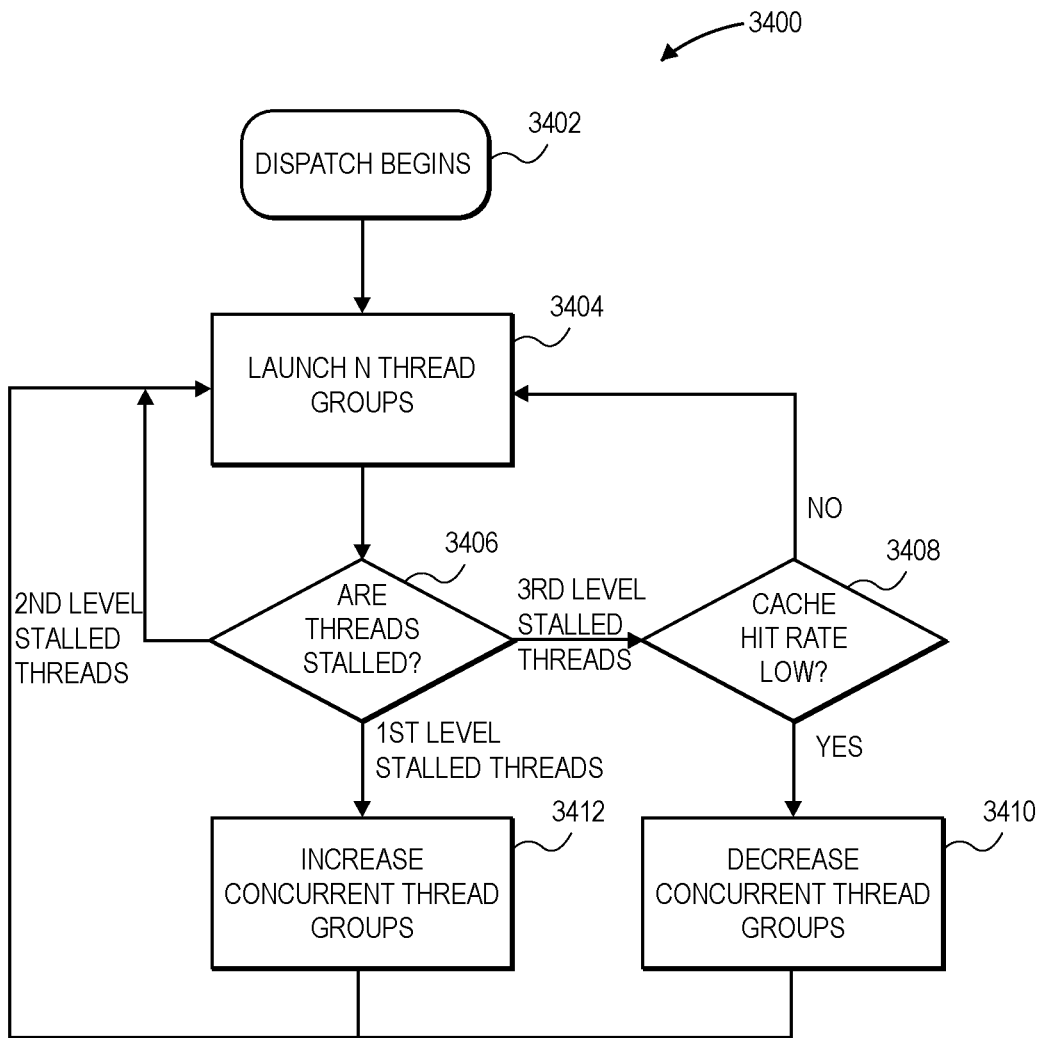 3400
3402
DISPATCH BEGINS
3404
LAUNCH N THREAD
GROUPS
NO
3406
3408
2ND LEVEL
STALLED
THREADS
ARE
THREADS
STALLED?
3RD LEVEL
STALLED
THREADS
CACHE
HIT RATE
LOW?
1ST LEVEL
STALLED THREADS
YES
3412
3410
INCREASE
CONCURRENT THREAD
GROUPS
DECREASE
CONCURRENT THREAD
GROUPS